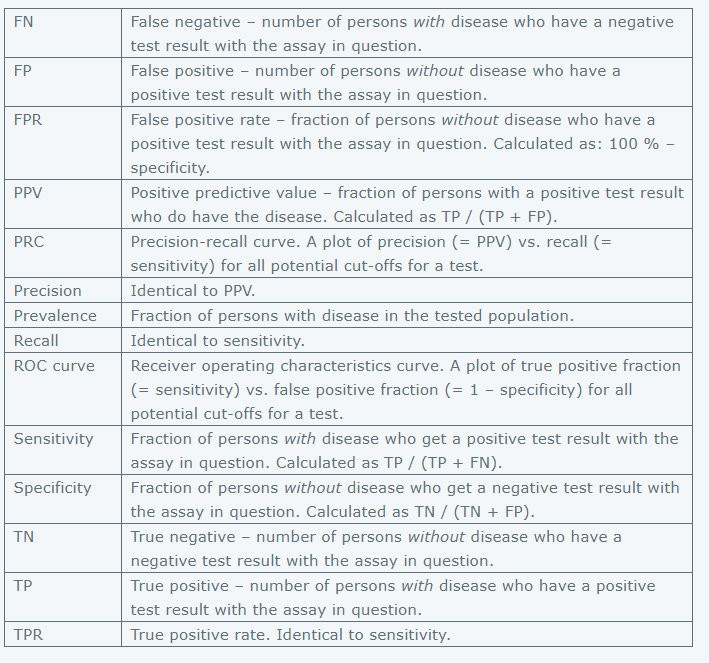 FN False negative – number of persons with disease who have a negative
test result with the assay in question.
FP False positive – number of persons without disease who have a
positive test result with the assay in question.
FPR False positive rate – fraction of persons without disease who have a
positive test result with the assay in question. Calculated as: 100 % –
specificity.
PPV Positive predictive value – fraction of persons with a positive test result
who do have the disease. Calculated as TP / (TP + FP).
PRC Precision-recall curve. A plot of precision (= PPV) vs. recall (=
sensitivity) for all potential cut-offs for a test.
Precision Identical to PPV.
Prevalence Fraction of persons with disease in the tested population.
Recall Identical to sensitivity.
ROC curve Receiver operating characteristics curve. A plot of true positive fraction
(= sensitivity) vs. false positive fraction (= 1 – specificity) for all
potential cut-offs for a test.
Sensitivity Fraction of persons with disease who get a positive test result with the
assay in question. Calculated as TP / (TP + FN).
Specificity Fraction of persons without disease who get a negative test result with
the assay in question. Calculated as TN / (TN + FP).
TN True negative – number of persons without disease who have a
negative test result with the assay in question.
TP True positive – number of persons with disease who have a positive
test result with the assay in question.
TPR True positive rate. Identical to sensitivity.